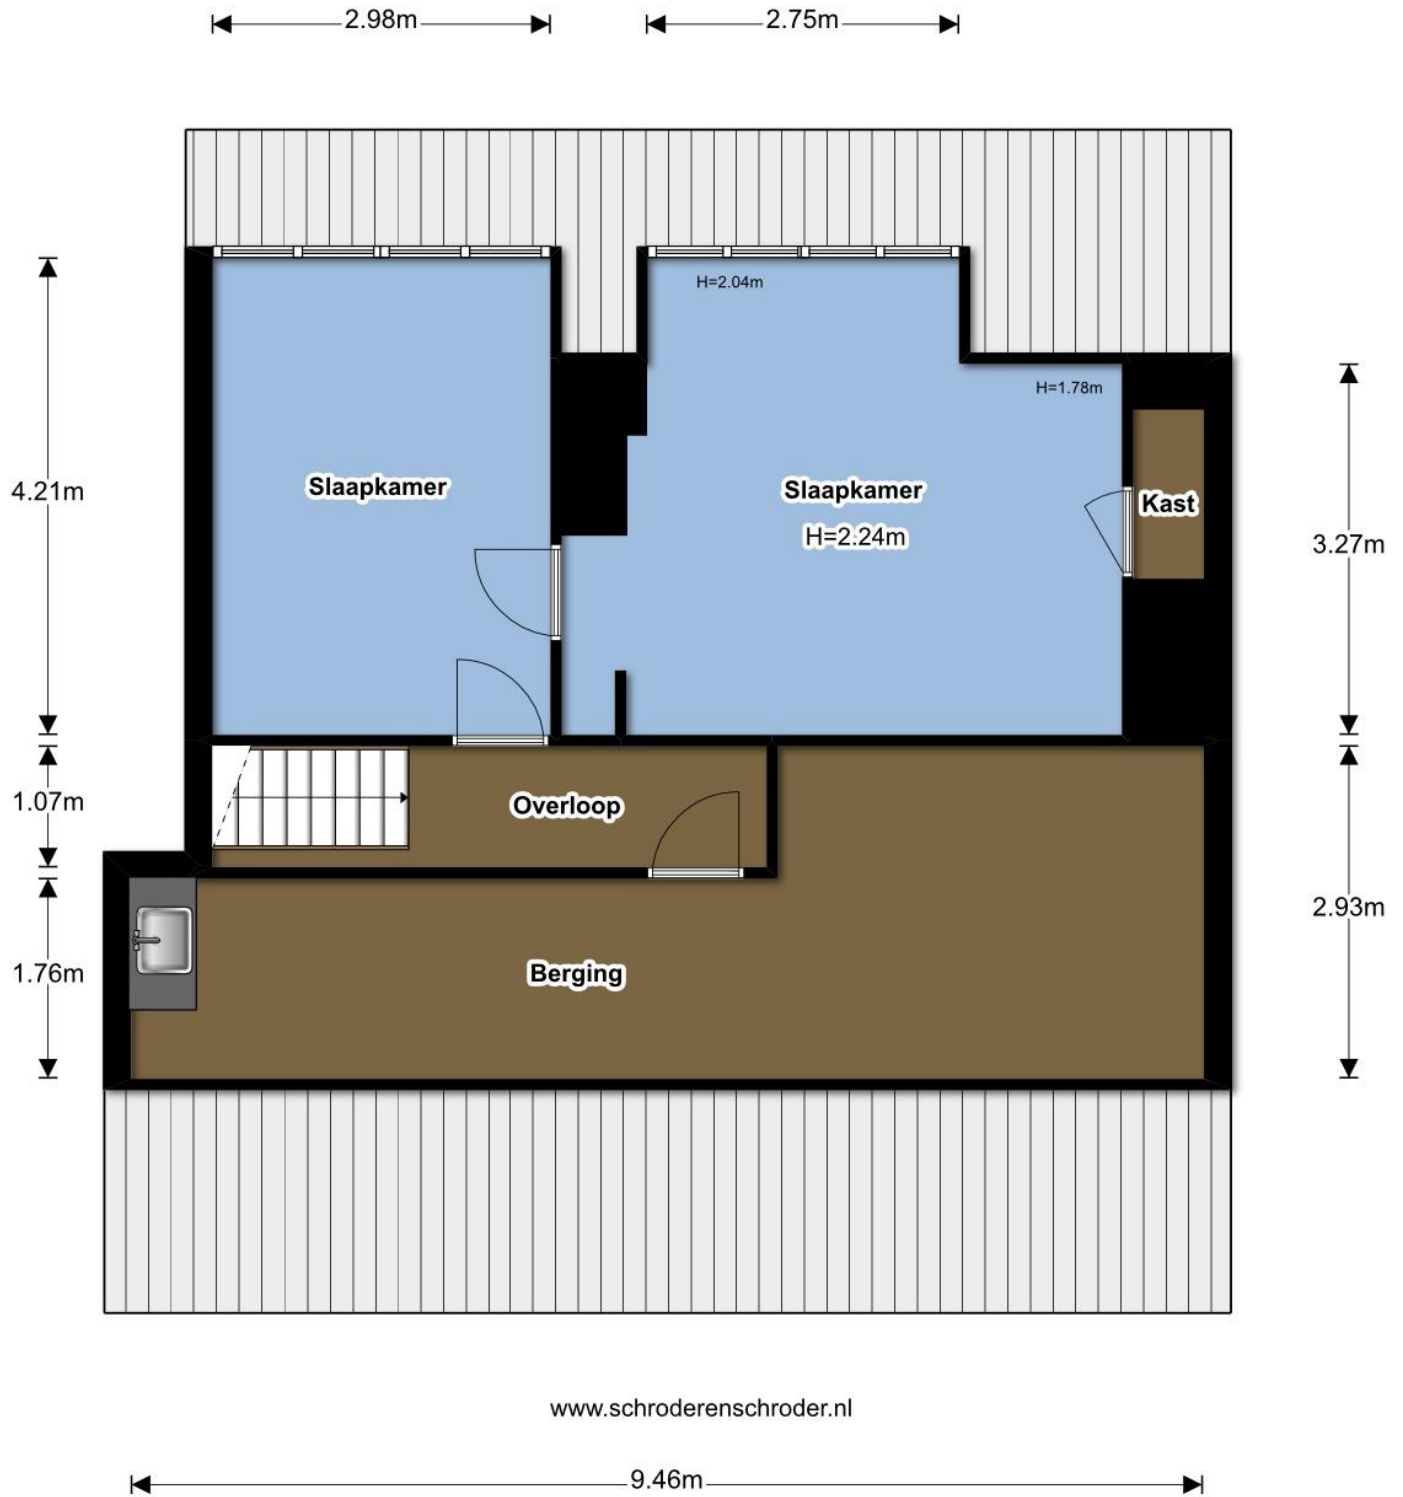 2.98m
2.75m
H=2.04m
H=1.78m
4.21m
Slaapkamer
Slaapkamer
Kast
H=2.24m
3.27m
1.07m
Overloop
2.93m
1.76m
Berging
www.schroderenschroder.nl
9.46m